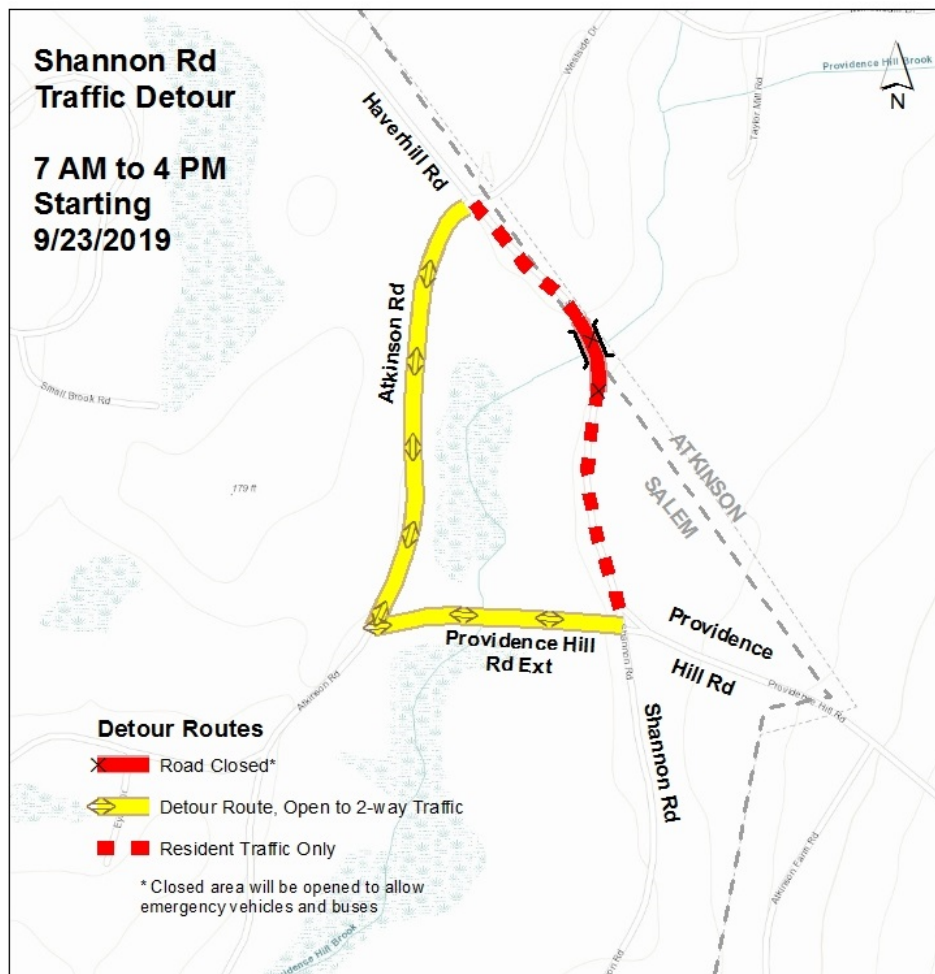 Shannon Rd
Traffic Detour
7 AM to 4 PM
Starting
9/23/2019
Haverhill Rd
Westside Dr
Taylor Mill Rd
Providence Hill Brook
N
Atkinson Rd
Small Brook Rd
179 ft
ATKINSON
SALEM
Providence Hill
Rd Ext
Providence
Hill Rd
Shannon Rd
Providence Hill Rd
Atkinson Rd
Shannon Rd
Atkinson Farm Rd
Detour Routes
Road Closed*
Detour Route, Open to 2-way Traffic
Resident Traffic Only
* Closed area will be opened to allow
emergency vehicles and buses
Hill Brook
Rd